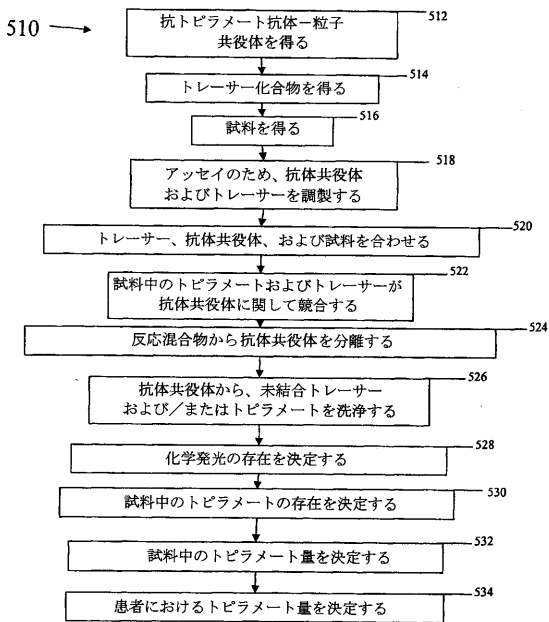 510
抗トピラメート抗体－粒子
共役体を得る
512
トレーサー化合物を得る
514
試料を得る
516
アッセイのため、抗体共役体
およびトレーサーを調製する
518
トレーサー、抗体共役体、および試料を合わせる
520
試料中のトピラメートおよびトレーサーが
抗体共役体に関して競合する
522
反応混合物から抗体共役体を分離する
524
抗体共役体から、未結合トレーサー
および／またはトピラメートを洗浄する
526
化学発光の存在を決定する
528
試料中のトピラメートの存在を決定する
530
試料中のトピラメート量を決定する
532
患者におけるトピラメート量を決定する
534